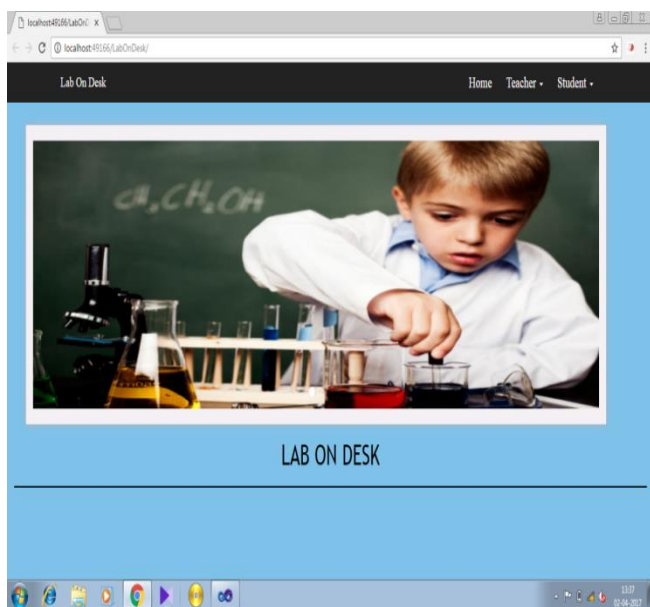 localhost:49166/LabOnD x
localhost:49166/LabOnDesk/
Lab On Desk Home Teacher Student
CH₃CH₂OH
LAB ON DESK
13:37
02-04-2017